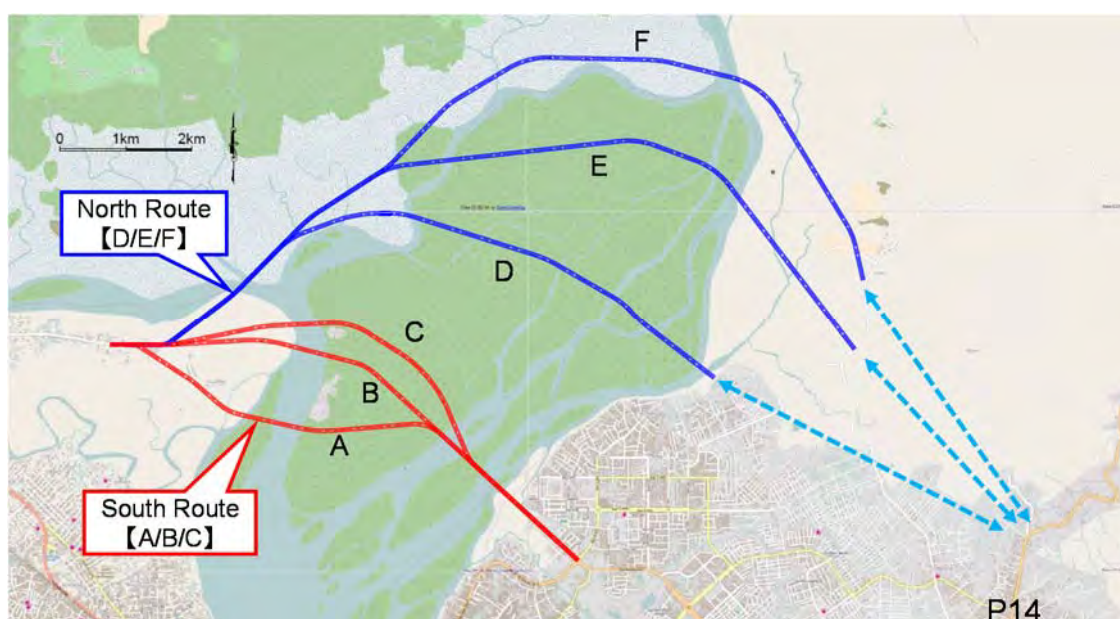 F
0 1km 2km
E
North Route
【D/E/F】
D
C
B
A
South Route
【A/B/C】
P14